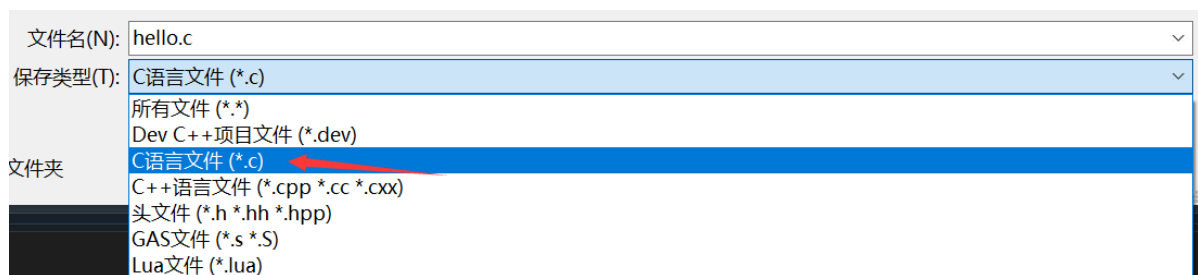 文件名(N): hello.c
保存类型(T): C语言文件 (*.c)
所有文件 (*.*)
Dev C++项目文件 (*.dev)
文件夹 C语言文件 (*.c)
C++语言文件 (*.cpp *.cc *.cxx)
头文件 (*.h *.hh *.hpp)
GAS文件 (*.s *.S)
Lua文件 (*.lua)